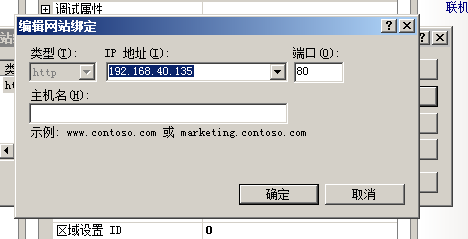 调试属性
联机
编辑网站绑定
类型(T): IP 地址(I): 端口(O):
http 192.168.40.135 80
主机名(H):
示例: www.contoso.com 或 marketing.contoso.com
确定 取消
区域设置 ID 0